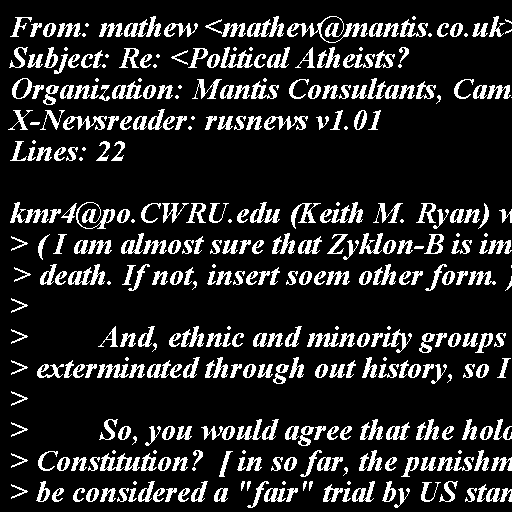 From: mathew <mathew@mantis.co.uk>
Subject: Re: <Political Atheists?
Organization: Mantis Consultants, Cam
X-Newsreader: rusnews v1.01
Lines: 22

kmr4@po.CWRU.edu (Keith M. Ryan) w
> ( I am almost sure that Zyklon-B is im
> death. If not, insert soem other form. )
>
> And, ethnic and minority groups
> exterminated through out history, so I
>
> So, you would agree that the holo
> Constitution? [ in so far, the punishm
> be considered a "fair" trial by US stan